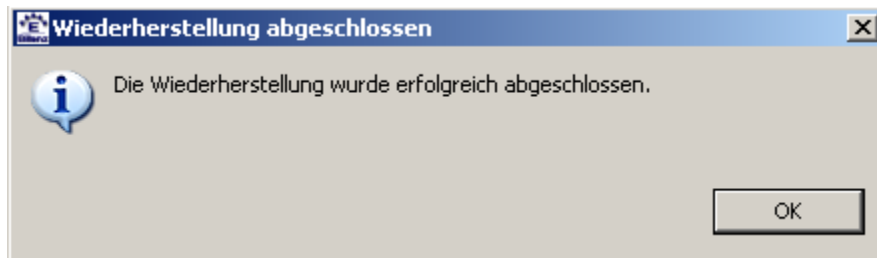 Wiederherstellung abgeschlossen
Die Wiederherstellung wurde erfolgreich abgeschlossen.
OK